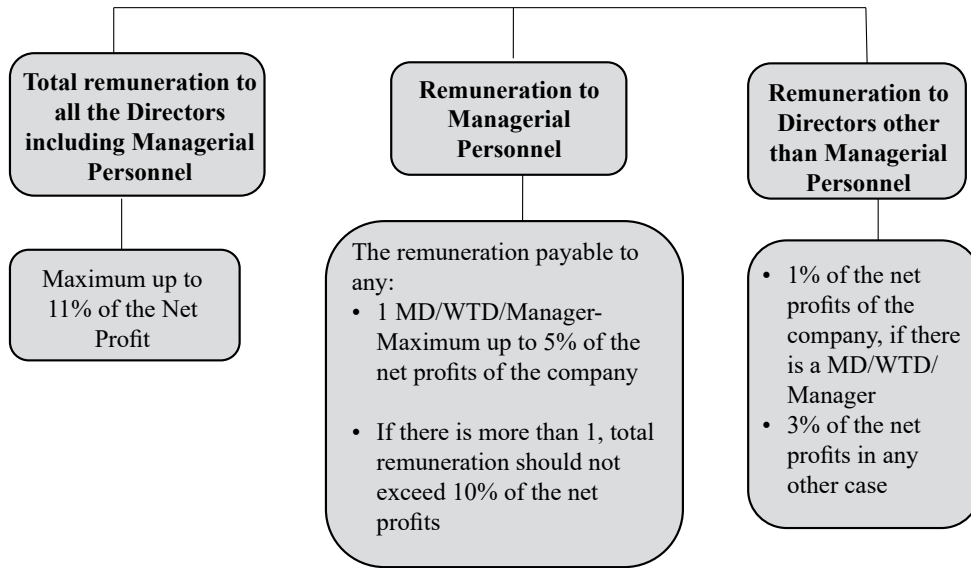 Total remuneration to
all the Directors
including Managerial
Personnel
Maximum up to
11% of the Net
Profit
Remuneration to
Managerial
Personnel
The remuneration payable to
any:
• 1 MD/WTD/Manager-
Maximum up to 5% of the
net profits of the company
• If there is more than 1, total
remuneration should not
exceed 10% of the net
profits
Remuneration to
Directors other
than Managerial
Personnel
• 1% of the net
profits of the
company, if there
is a MD/WTD/
Manager
• 3% of the net
profits in any
other case